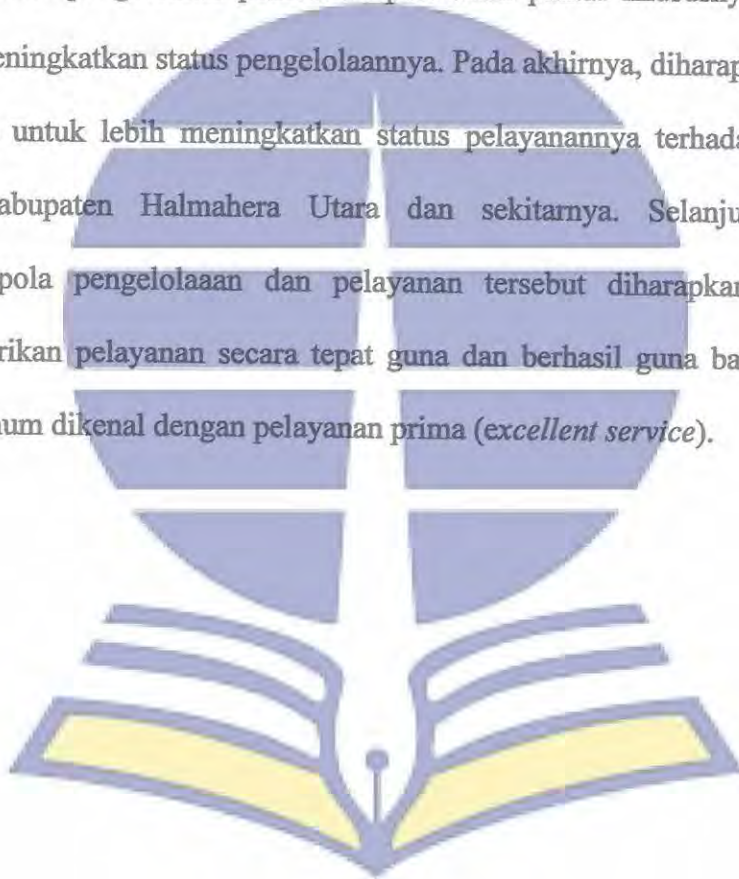 eningkatkan status pengelolaannya. Pada akhirnya, diharap
untuk lebih meningkatkan status pelayanannya terhada
abupaten Halmahera Utara dan sekitarnya. Selanju
pola pengelolaaan dan pelayanan tersebut diharapkan
rikan pelayanan secara tepat guna dan berhasil guna ba
num dikenal dengan pelayanan prima (excellent service).